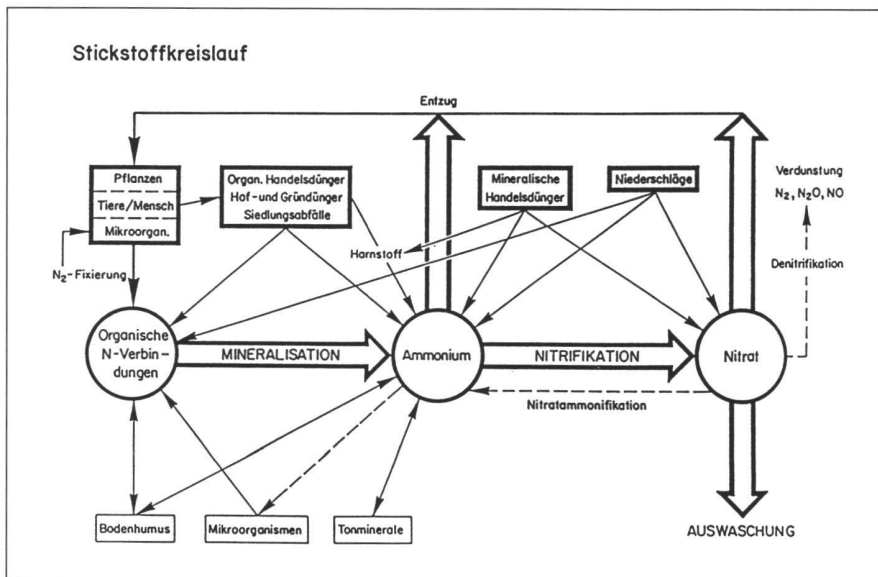 Stickstoffkreislauf
Entzug
Pflanzen
Tiere/Mensch
Mikroorgan.
Organ. Handelsdünger
Hof- und Gründünger
Siedlungsabfälle
Mineralische
Handelsdünger
Niederschläge
Verdunstung
N₂, N₂O, NO
Harnstoff
N₂-Fixierung
Denitrifikation
Organische
N-Verbin-
dungen
MINERALISATION
Ammonium
NITRIFIKATION
Nitrat
Nitratammonifikation
Bodenhumus
Mikroorganismen
Tonminerale
AUSWASCHUNG